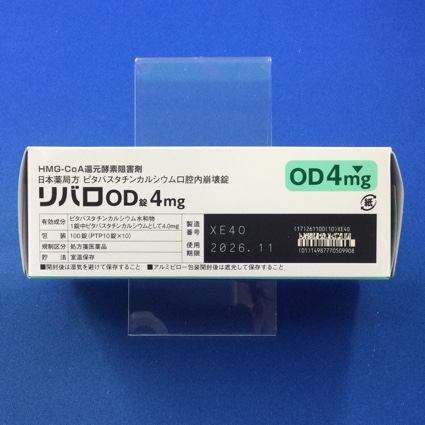 HMG-CoA還元酵素阻害剤
日本薬局方 ピタバスタチンカルシウム口腔内崩壊錠
リバロOD錠4mg
OD4mg
紙
有効成分 ピタバスタチンカルシウム水和物
1錠中ピタバスタチンカルシウムとして4.0mg
包装 100錠(PTP10錠×10)
規制区分 処方箋医薬品
貯法 室温保存
製造番号 XE40
使用期限 2026.11
(17)261100(10)XE40
(01)14987770509908
■開封後は湿気を避けて保存すること ■アルミピロー包装開封後は遮光して保存すること